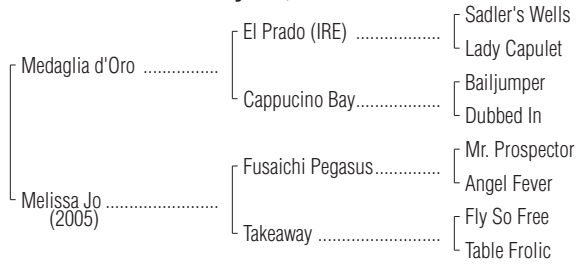 Sadler's Wells
El Prado (IRE) ..................
Lady Capulet
Medaglia d'Oro ................
Bailjumper
Cappucino Bay..................
Dubbed In
Mr. Prospector
Fusaichi Pegasus..............
Angel Fever
Melissa Jo ........................
(2005)
Fly So Free
Takeaway ..........................
Table Frolic